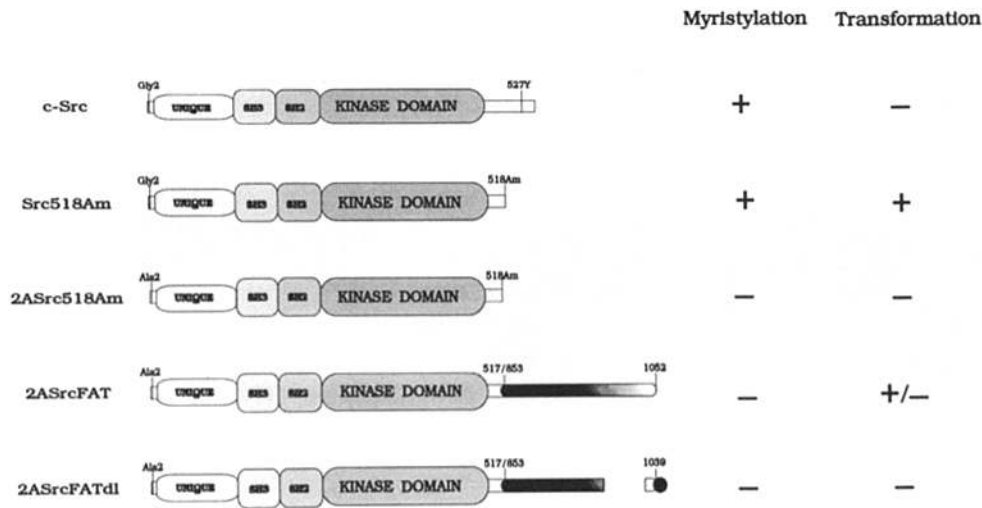 Myristylation Transformation
Gly2 527Y
c-Src UNIQUE SH3 SH2 KINASE DOMAIN + –
Gly2 518Am
Src518Am UNIQUE SH3 SH2 KINASE DOMAIN + +
Ala2 518Am
2ASrc518Am UNIQUE SH3 SH2 KINASE DOMAIN – –
Ala2 517/853 1052
2ASrcFAT UNIQUE SH3 SH2 KINASE DOMAIN – +/–
Ala2 517/853 1039
2ASrcFATdl UNIQUE SH3 SH2 KINASE DOMAIN – –